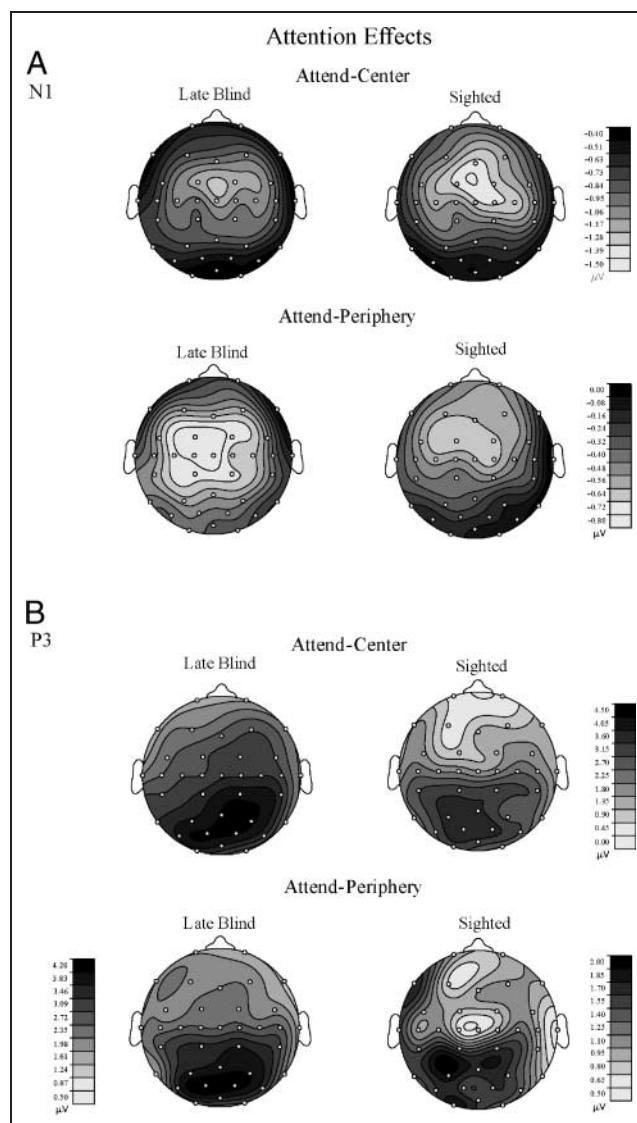 Attention Effects
A
N1
Attend-Center
Late Blind
Sighted
-0.40
-0.51
-0.63
-0.73
-0.84
-0.95
-1.06
-1.17
-1.28
-1.39
-1.50
μV
Attend-Periphery
Late Blind
Sighted
0.00
-0.08
-0.16
-0.24
-0.32
-0.40
-0.48
-0.56
-0.64
-0.72
-0.80
μV
B
P3
Attend-Center
Late Blind
Sighted
4.50
4.05
3.60
3.15
2.70
2.25
1.80
1.35
0.90
0.45
0.00
μV
Attend-Periphery
Late Blind
Sighted
4.20
3.83
3.46
3.09
2.72
2.35
1.98
1.61
1.24
0.87
0.50
μV
2.00
1.85
1.70
1.55
1.40
1.25
1.10
0.95
0.80
0.50
μV